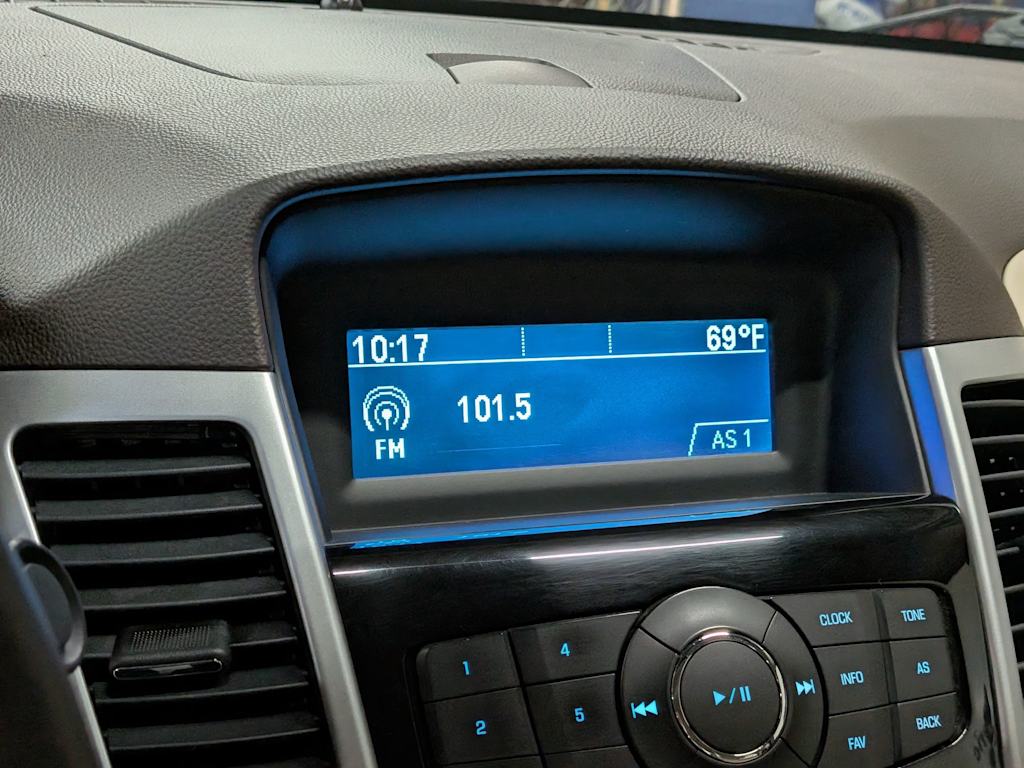 10:17 69°F
101.5
FM
AS 1
1 4 CLOCK TONE
2 5 INFO AS
FAV BACK